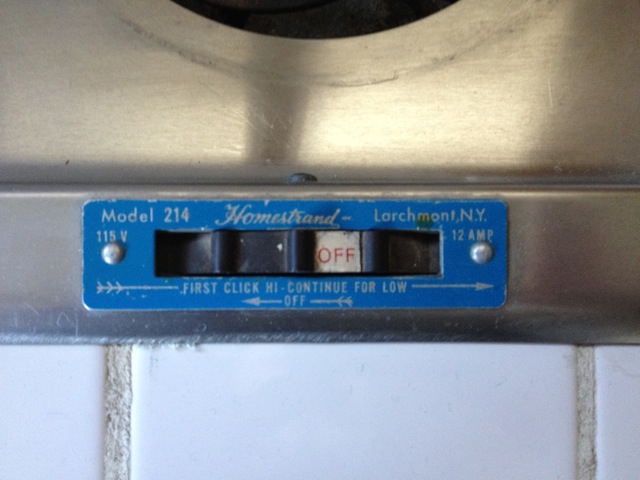 Model 214 Homestrand Larchmont, N.Y.
115 V 12 AMP
OFF
FIRST CLICK HI - CONTINUE FOR LOW
OFF